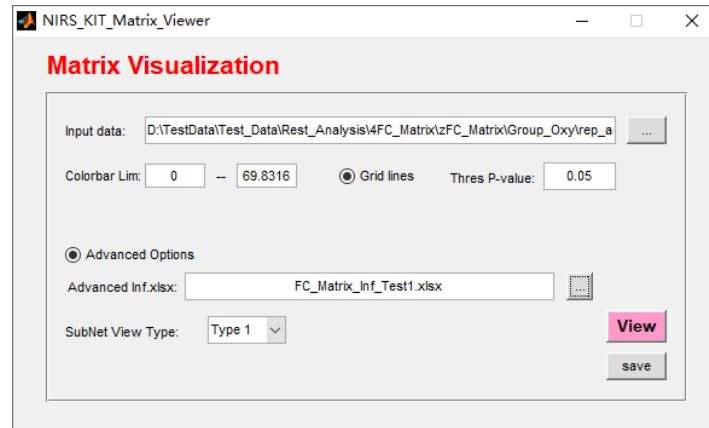 NIRS_KIT_Matrix_Viewer
Matrix Visualization
Input data: D:\TestData\Test_Data\Rest_Analysis\4FC_Matrix\zFC_Matrix\Group_Oxy\rep_a ...
Colorbar Lim: 0 -- 69.8316 Grid lines Thres P-value: 0.05
Advanced Options
Advanced Inf.xlsx: FC_Matrix_Inf_Test1.xlsx ...
SubNet View Type: Type 1 View
save